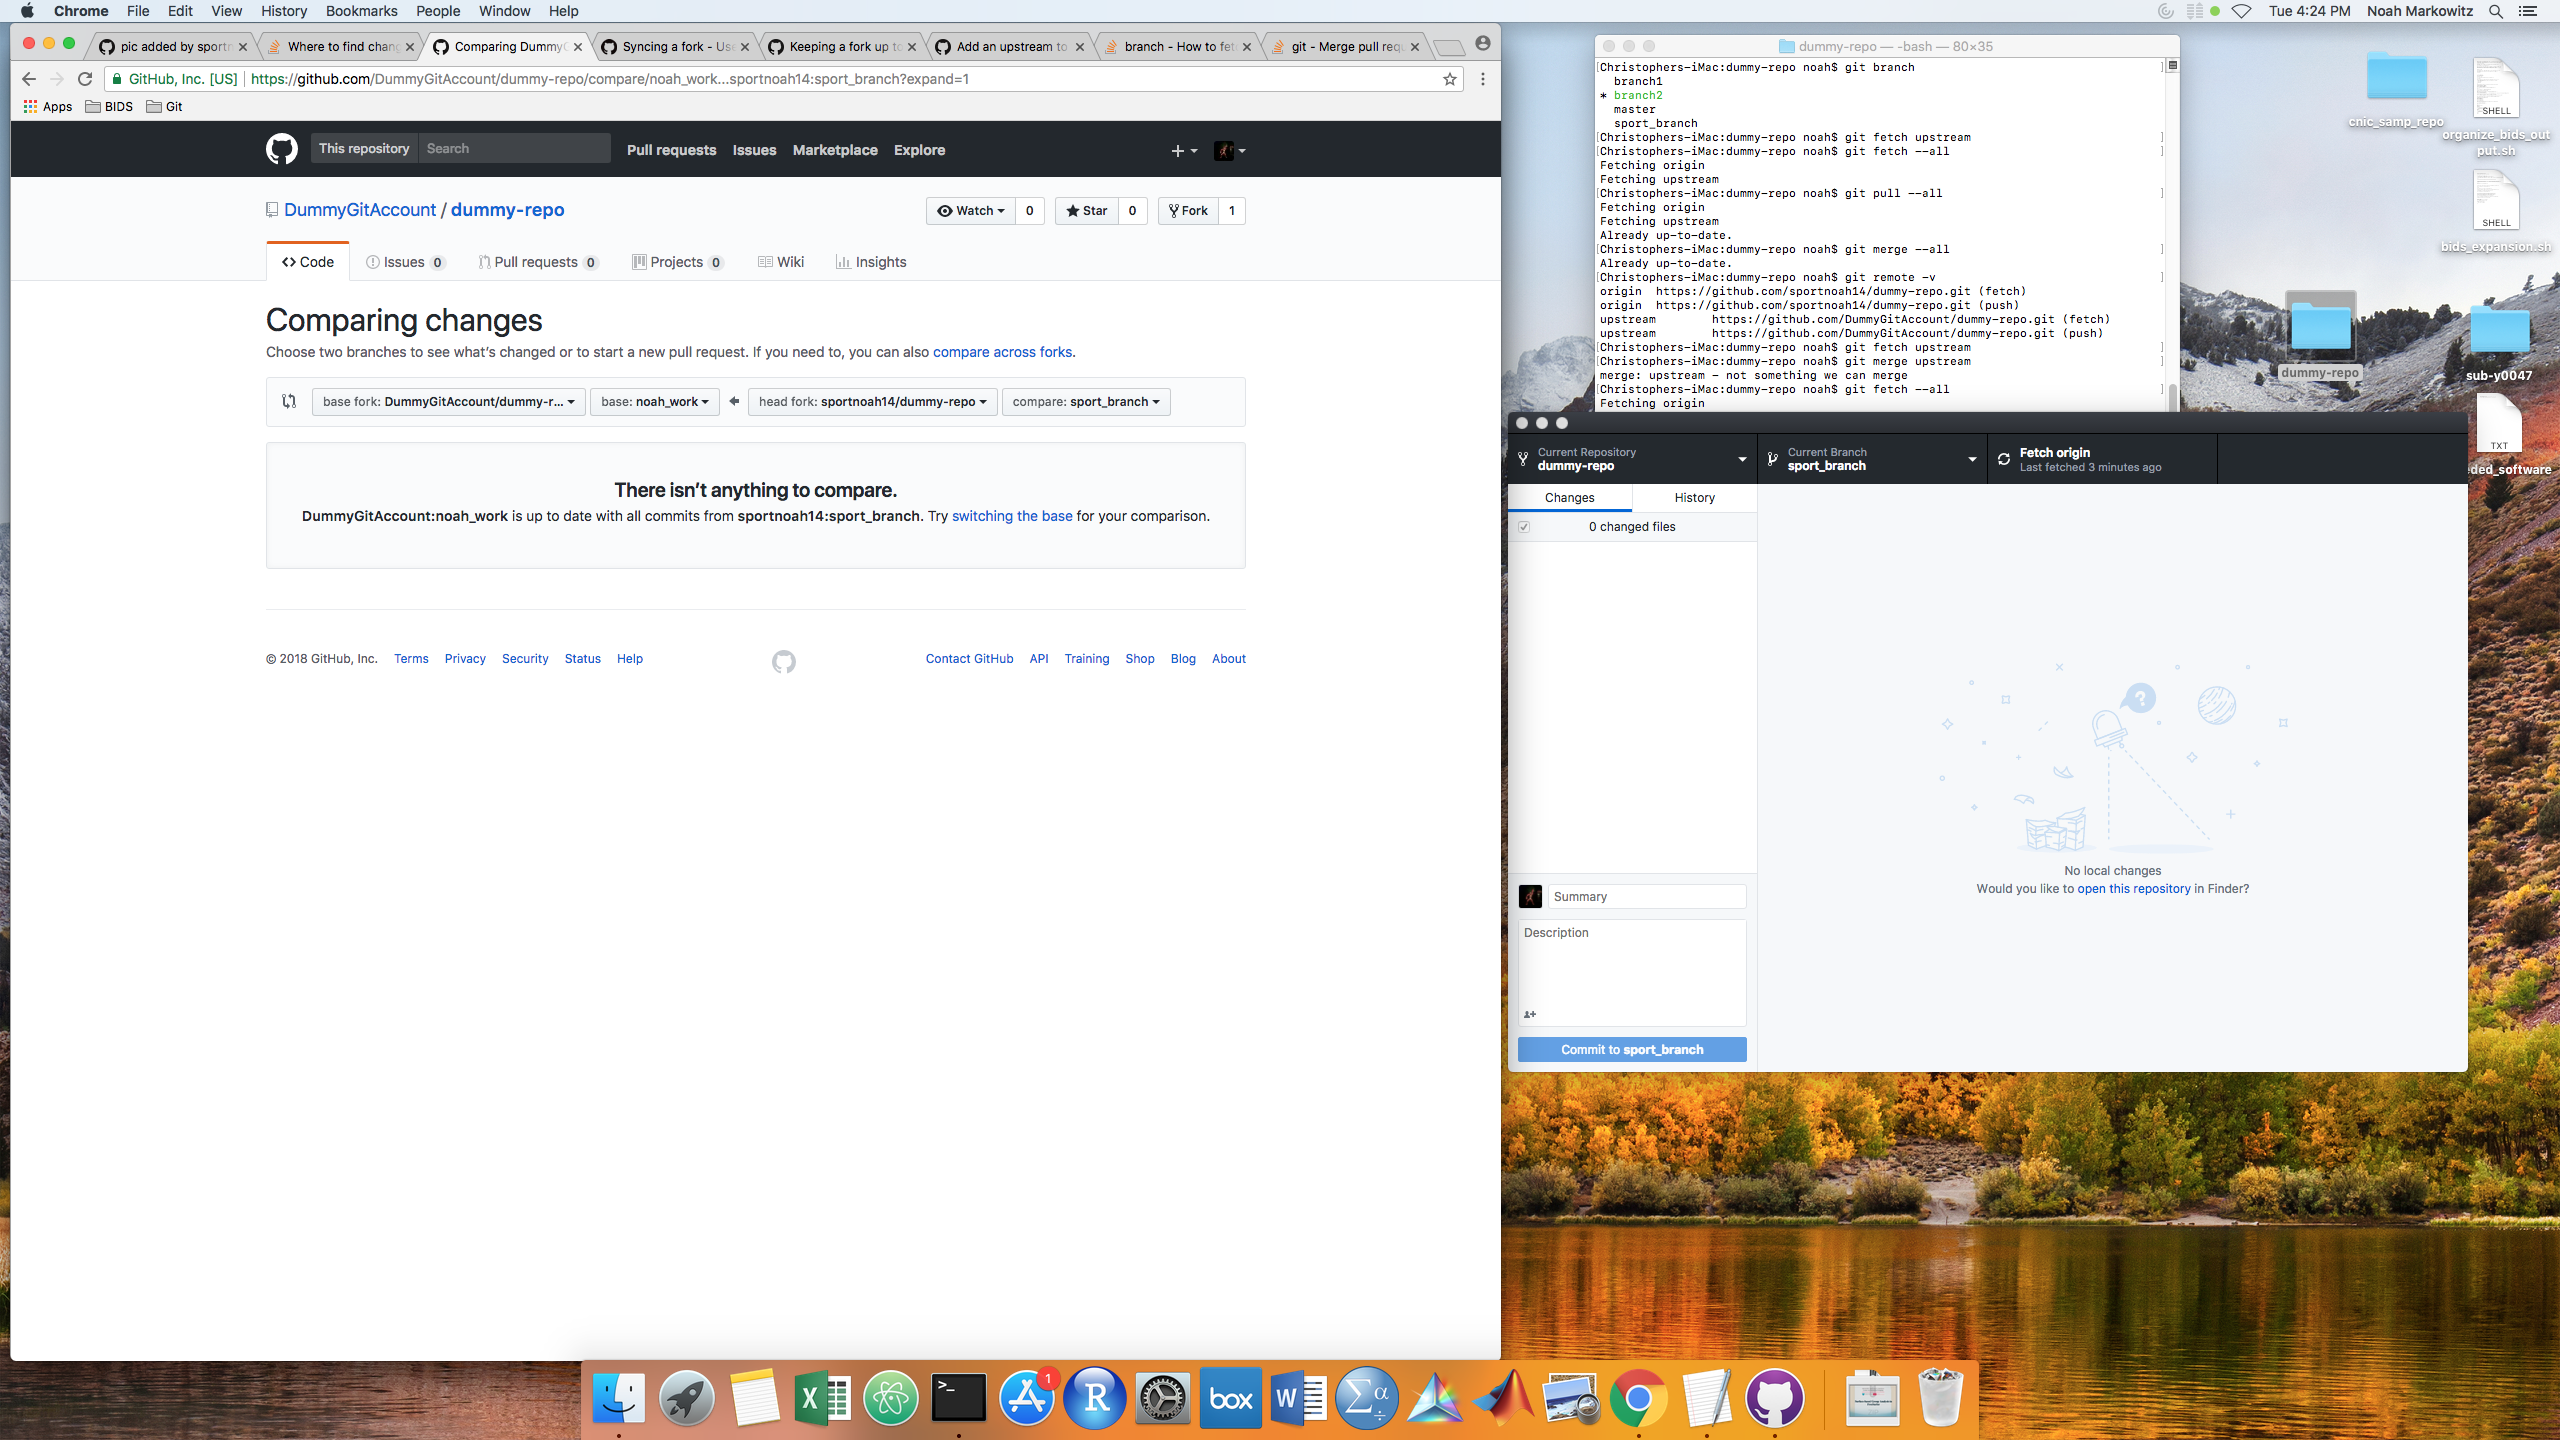 Chrome File Edit View History Bookmarks People Window Help
Tue 4:24 PM Noah Markowitz
pic added by sportn
Where to find chang
Comparing DummyG
Syncing a fork - Use
Keeping a fork up to
Add an upstream to
branch - How to fet
git - Merge pull requ
GitHub, Inc. [US] https://github.com/DummyGitAccount/dummy-repo/compare/noah_work...sportnoah14:sport_branch?expand=1
Apps BIDS Git
This repository Search Pull requests Issues Marketplace Explore
DummyGitAccount / dummy-repo
Watch 0 Star 0 Fork 1
Code Issues 0 Pull requests 0 Projects 0 Wiki Insights
Comparing changes
Choose two branches to see what's changed or to start a new pull request. If you need to, you can also compare across forks.
base fork: DummyGitAccount/dummy-r... base: noah_work head fork: sportnoah14/dummy-repo compare: sport_branch
There isn't anything to compare.
DummyGitAccount:noah_work is up to date with all commits from sportnoah14:sport_branch. Try switching the base for your comparison.
© 2018 GitHub, Inc. Terms Privacy Security Status Help
Contact GitHub API Training Shop Blog About
dummy-repo — -bash — 80×35
[Christophers-iMac:dummy-repo noah$ git branch ]
branch1
* branch2
master
sport_branch
[Christophers-iMac:dummy-repo noah$ git fetch upstream ]
[Christophers-iMac:dummy-repo noah$ git fetch --all ]
Fetching origin
Fetching upstream
[Christophers-iMac:dummy-repo noah$ git pull --all ]
Fetching origin
Fetching upstream
Already up-to-date.
[Christophers-iMac:dummy-repo noah$ git merge --all ]
Already up-to-date.
[Christophers-iMac:dummy-repo noah$ git remote -v ]
origin https://github.com/sportnoah14/dummy-repo.git (fetch)
origin https://github.com/sportnoah14/dummy-repo.git (push)
upstream https://github.com/DummyGitAccount/dummy-repo.git (fetch)
upstream https://github.com/DummyGitAccount/dummy-repo.git (push)
[Christophers-iMac:dummy-repo noah$ git fetch upstream ]
[Christophers-iMac:dummy-repo noah$ git merge upstream ]
merge: upstream - not something we can merge
[Christophers-iMac:dummy-repo noah$ git fetch --all ]
Fetching origin
Current Repository
dummy-repo
Current Branch
sport_branch
Fetch origin
Last fetched 3 minutes ago
Changes History
0 changed files
?
No local changes
Would you like to open this repository in Finder?
Summary
Description
Commit to sport_branch
cnic_samp_repo
SHELL
organize_bids_out
put.sh
SHELL
bids_expansion.sh
dummy-repo
sub-y0047
TXT
ded_software
>_
1
X
R
box
W
Σα
÷